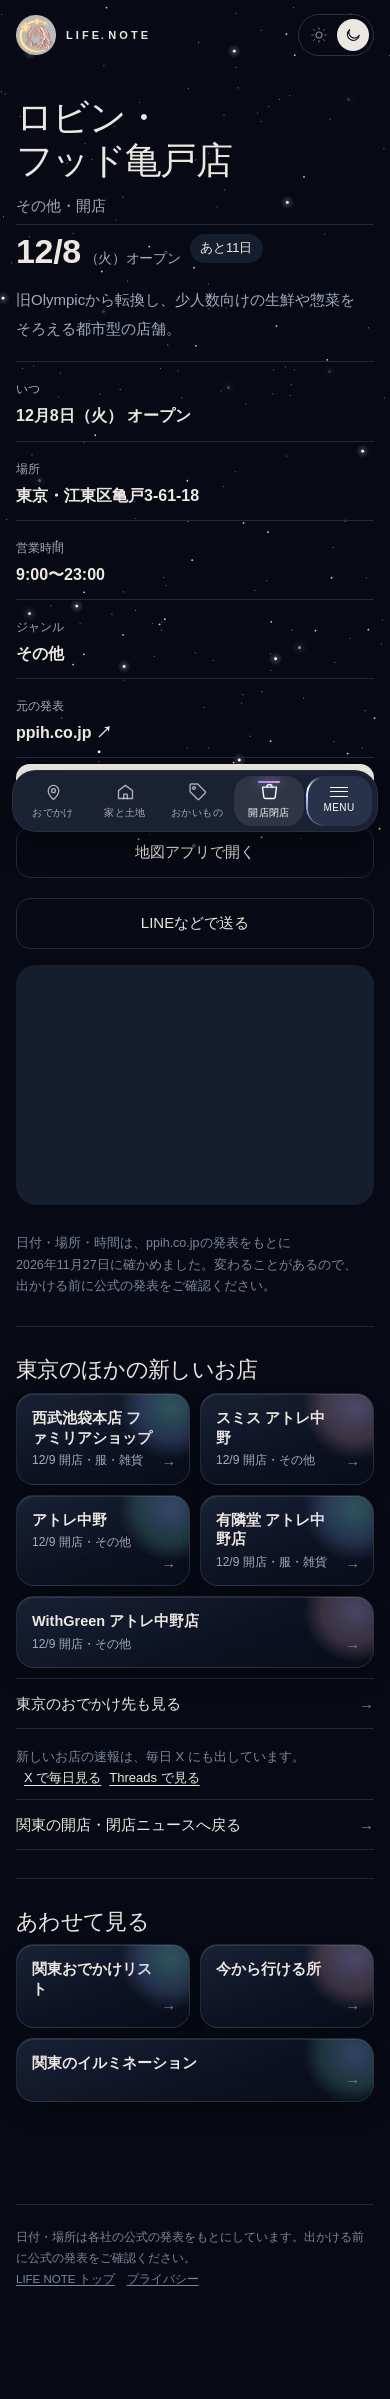 LIFE NOTE
ロビン・
フッド亀戸店
その他・開店
12/8（火）オープン あと11日
旧Olympicから転換し、少人数向けの生鮮や惣菜を
そろえる都市型の店舗。
いつ
12月8日（火） オープン
場所
東京・江東区亀戸3-61-18
営業時間
9:00〜23:00
ジャンル
その他
元の発表
ppih.co.jp ↗
おでかけ 家と土地 おかいもの 開店閉店 MENU
地図アプリで開く
LINEなどで送る
日付・場所・時間は、ppih.co.jpの発表をもとに
2026年11月27日に確かめました。変わることがあるので、
出かける前に公式の発表をご確認ください。
東京のほかの新しいお店
西武池袋本店 フ
ァミリアショップ
12/9 開店・服・雑貨 →
スミス アトレ中
野
12/9 開店・その他 →
アトレ中野
12/9 開店・その他
→
有隣堂 アトレ中
野店
12/9 開店・服・雑貨 →
WithGreen アトレ中野店
12/9 開店・その他 →
東京のおでかけ先も見る →
新しいお店の速報は、毎日 X にも出しています。
X で毎日見る Threads で見る
関東の開店・閉店ニュースへ戻る →
あわせて見る
関東おでかけリス
ト
→
今から行ける所
→
関東のイルミネーション
→
日付・場所は各社の公式の発表をもとにしています。出かける前
に公式の発表をご確認ください。
LIFE NOTE トップ プライバシー